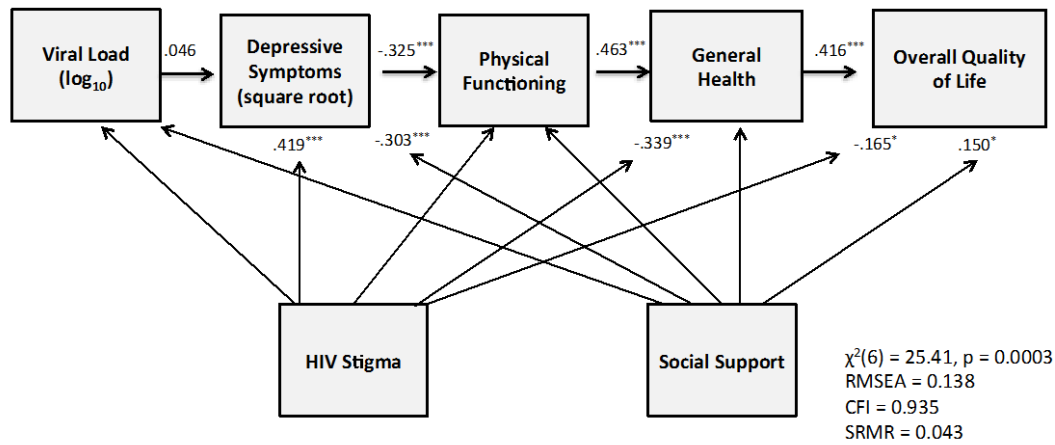 Viral Load
(log₁₀)
.046
Depressive
Symptoms
(square root)
-.325***
Physical
Functioning
.463***
General
Health
.416***
Overall Quality
of Life
.419***
-.303***
-.339***
-.165*
.150*
HIV Stigma
Social Support
χ²(6) = 25.41, p = 0.0003
RMSEA = 0.138
CFI = 0.935
SRMR = 0.043